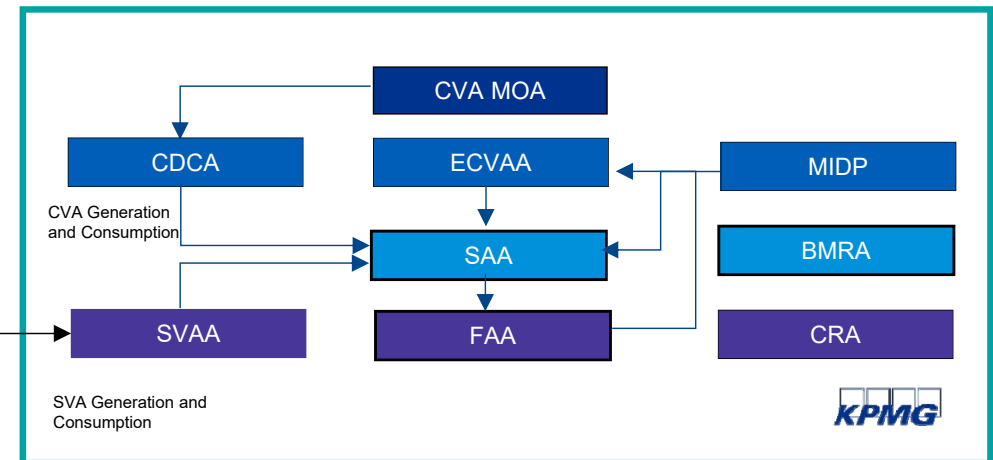 CVA MOA
CDCA
ECVAA
MIDP
CVA Generation
and Consumption
SAA
BMRA
SVAA
FAA
CRA
SVA Generation and
Consumption
KPMG